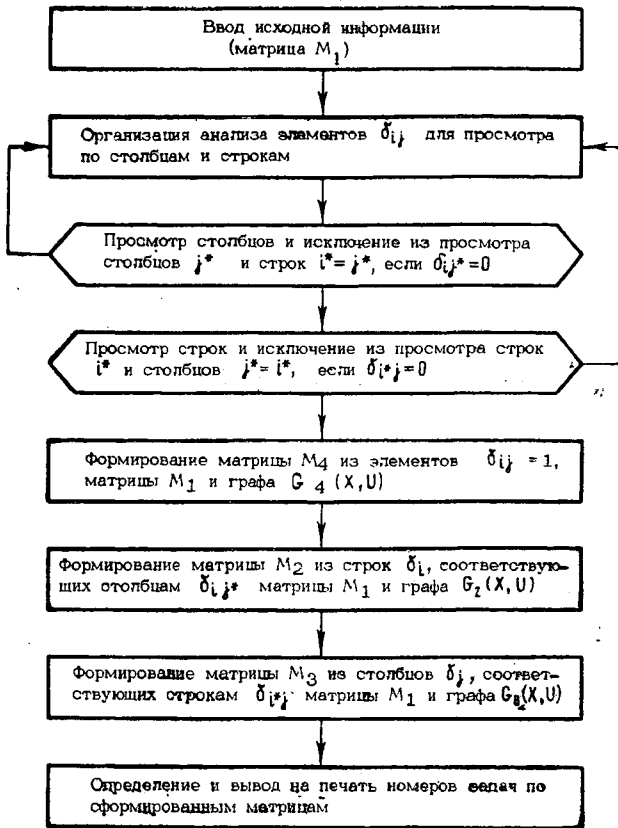 Ввод исходной информации
(матрица M₁)
Организация анализа элементов δᵢⱼ для просмотра
по столбцам и строкам
Просмотр столбцов и исключение из просмотра
столбцов j* и строк i*= j*, если δᵢⱼ*=0
Просмотр строк и исключение из просмотра строк
i* и столбцов j*= i*, если δᵢ*ⱼ=0
Формирование матрицы M₄ из элементов δᵢⱼ = 1,
матрицы M₁ и графа G₄ (X,U)
Формирование матрицы M₂ из строк δᵢ, соответствую-
щих столбцам δᵢⱼ* матрицы M₁ и графа G₂(X,U)
Формирование матрицы M₃ из столбцов δⱼ, соответ-
ствующих строкам δᵢ*ⱼ матрицы M₁ и графа (X,U)
Определение и вывод на печать номеров задач по
сформированным матрицам